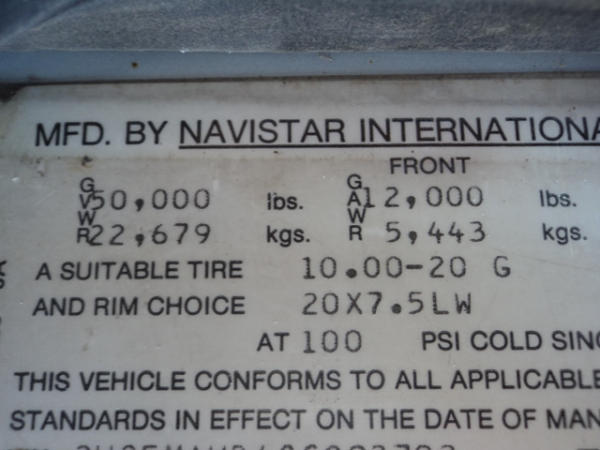 MFD. BY NAVISTAR INTERNATIONA
FRONT
GVWR 50,000 lbs. GAWR 12,000 lbs.
22,679 kgs. 5,443 kgs.
A SUITABLE TIRE 10.00-20 G
AND RIM CHOICE 20X7.5LW
AT 100 PSI COLD SING
THIS VEHICLE CONFORMS TO ALL APPLICABLE
STANDARDS IN EFFECT ON THE DATE OF MAN